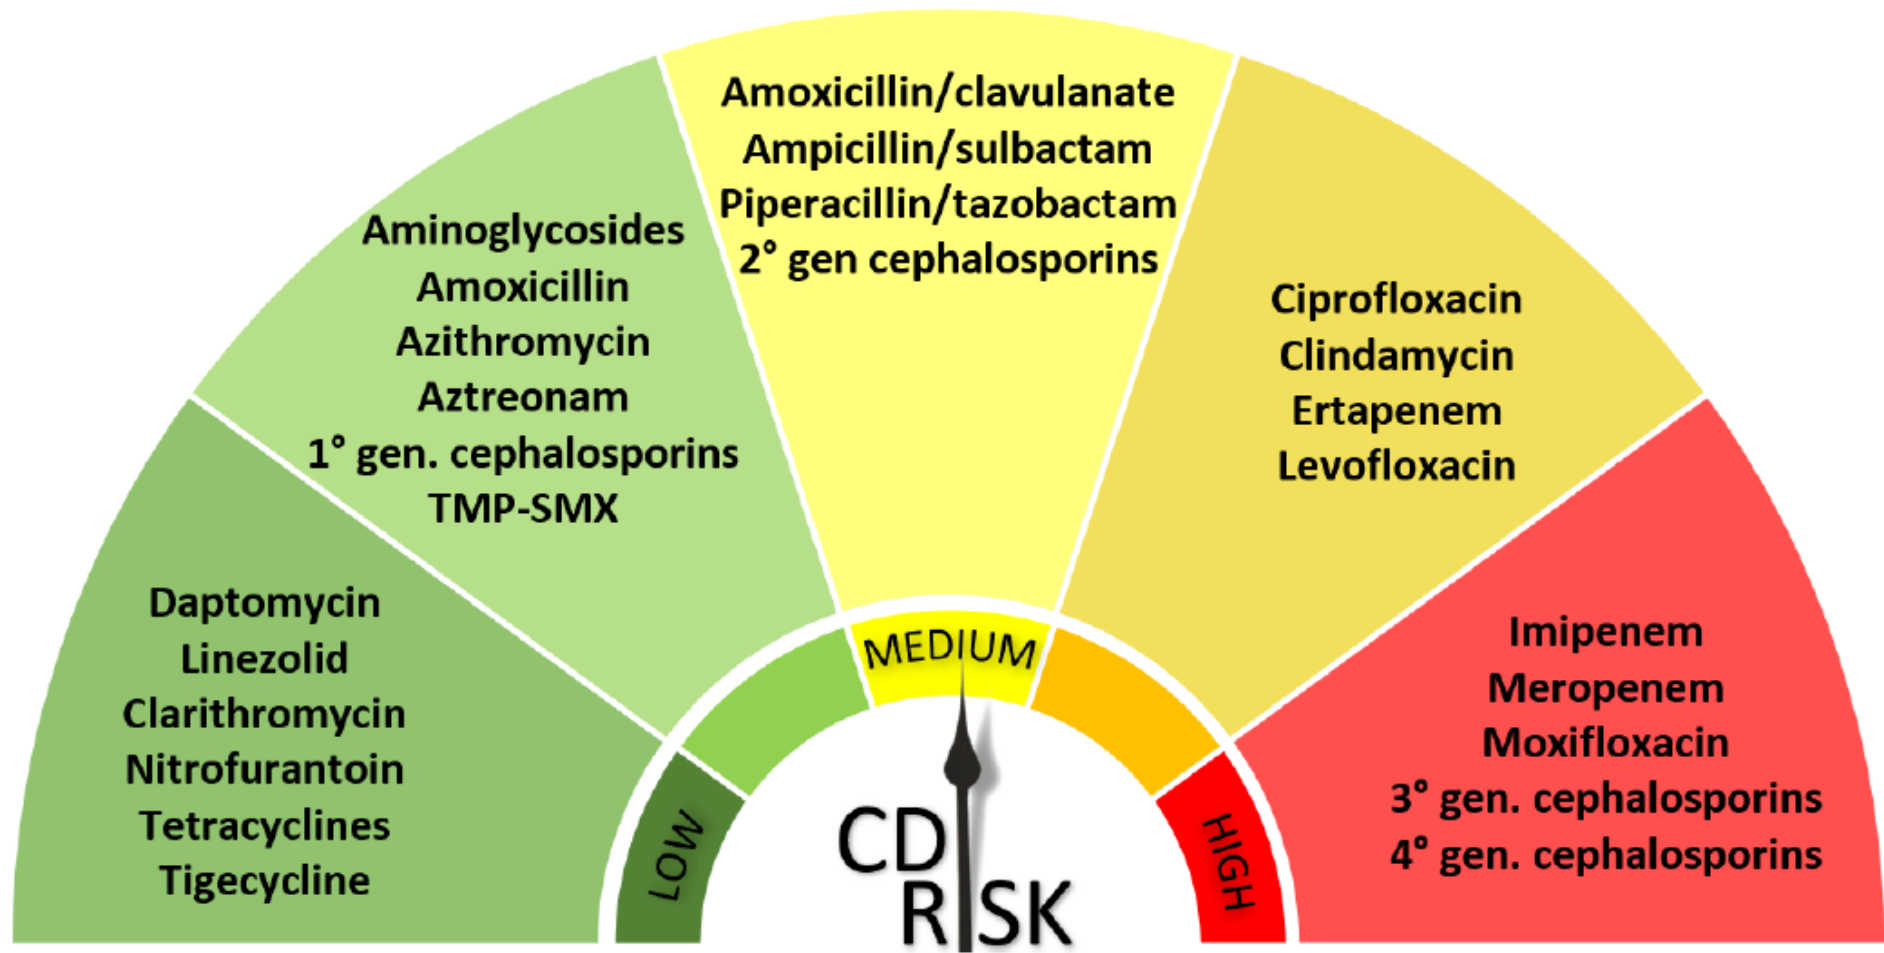 Daptomycin
Linezolid
Clarithromycin
Nitrofurantoin
Tetracyclines
Tigecycline
Aminoglycosides
Amoxicillin
Azithromycin
Aztreonam
1° gen. cephalosporins
TMP-SMX
Amoxicillin/clavulanate
Ampicillin/sulbactam
Piperacillin/tazobactam
2° gen cephalosporins
Ciprofloxacin
Clindamycin
Ertapenem
Levofloxacin
Imipenem
Meropenem
Moxifloxacin
3° gen. cephalosporins
4° gen. cephalosporins
LOW
MEDIUM
HIGH
CD
RISK